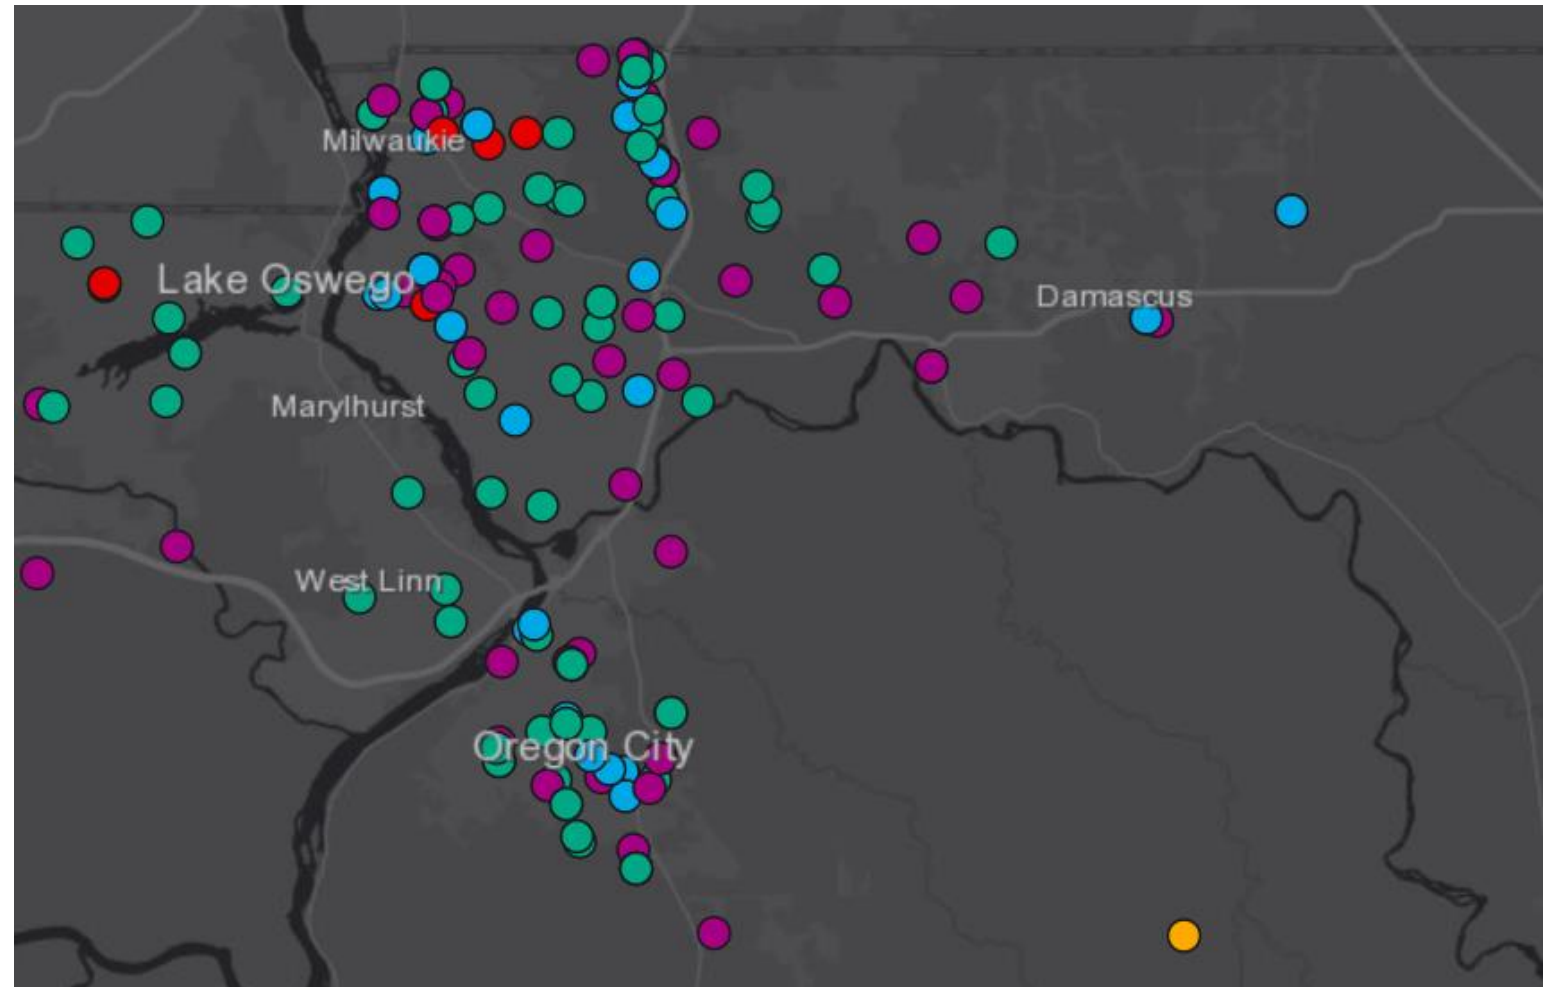 Milwaukie
Lake Oswego
Damascus
Marylhurst
West Linn
Oregon City